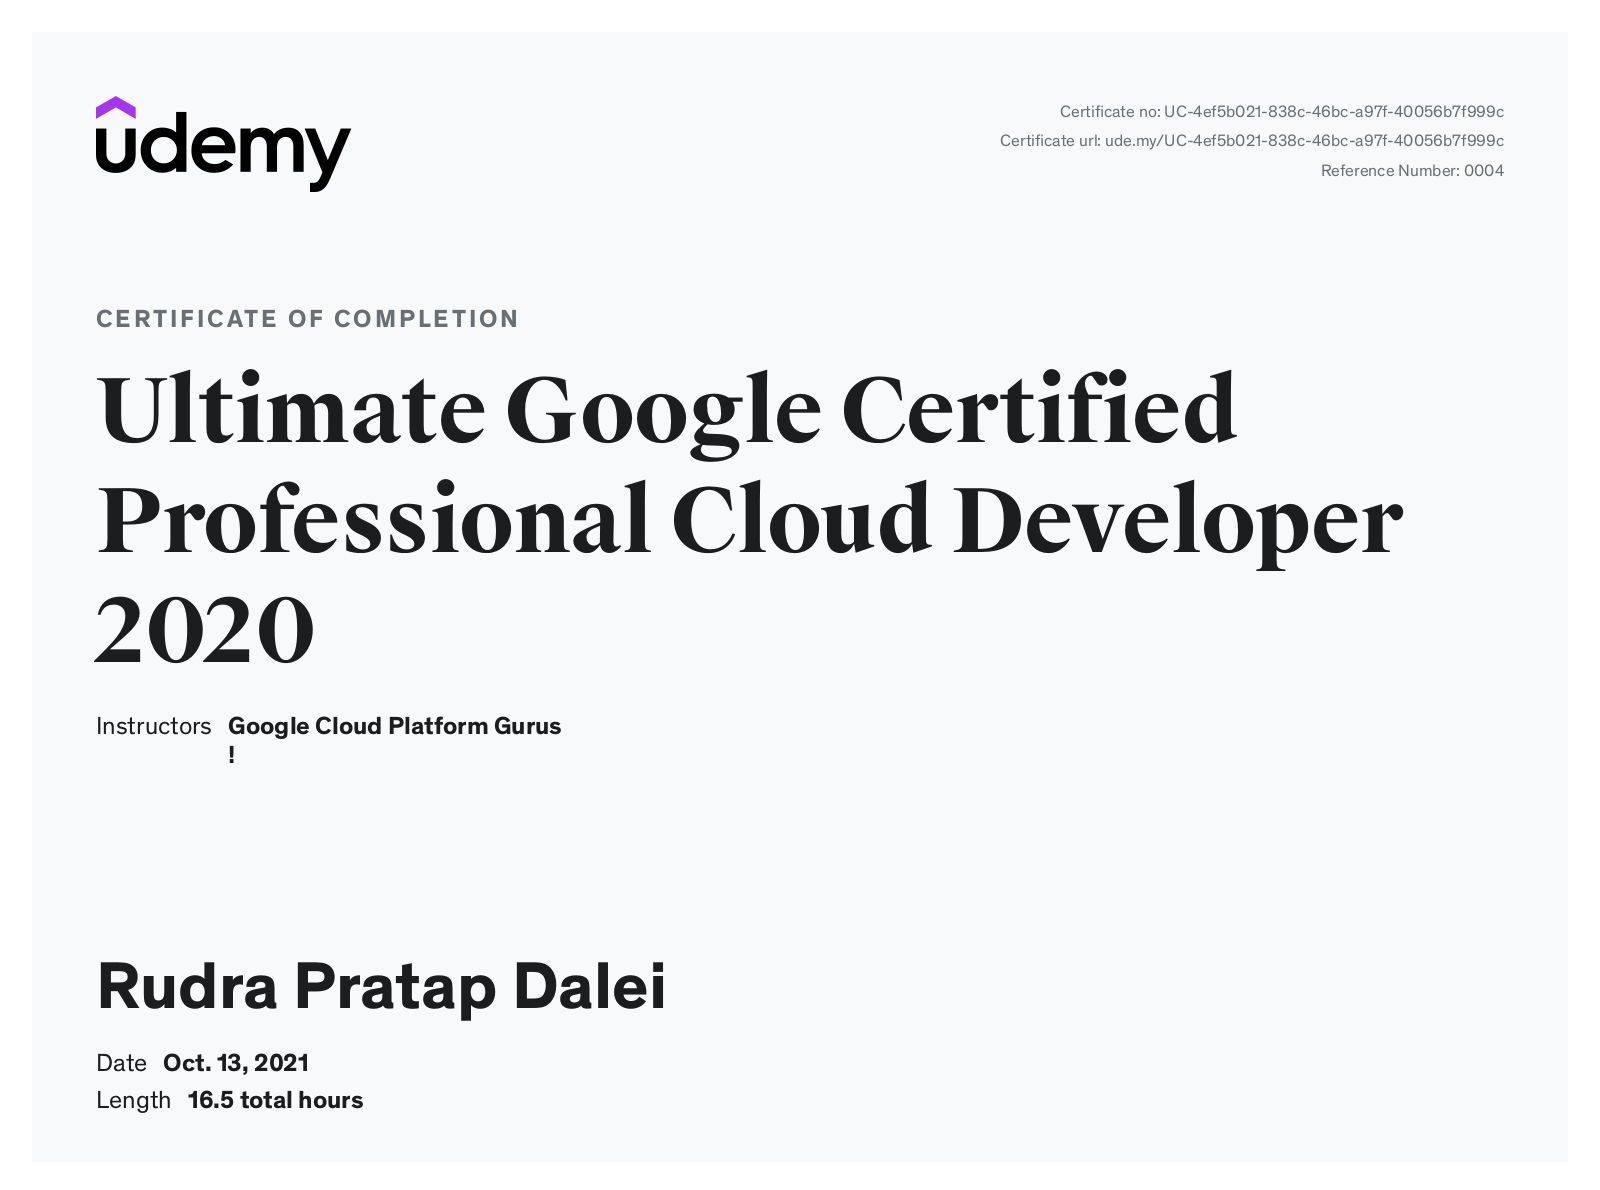 udemy
Certificate no: UC-4ef5b021-838c-46bc-a97f-40056b7f999c
Certificate url: ude.my/UC-4ef5b021-838c-46bc-a97f-40056b7f999c
Reference Number: 0004
CERTIFICATE OF COMPLETION
Ultimate Google Certified
Professional Cloud Developer
2020
Instructors Google Cloud Platform Gurus
!
Rudra Pratap Dalei
Date Oct. 13, 2021
Length 16.5 total hours